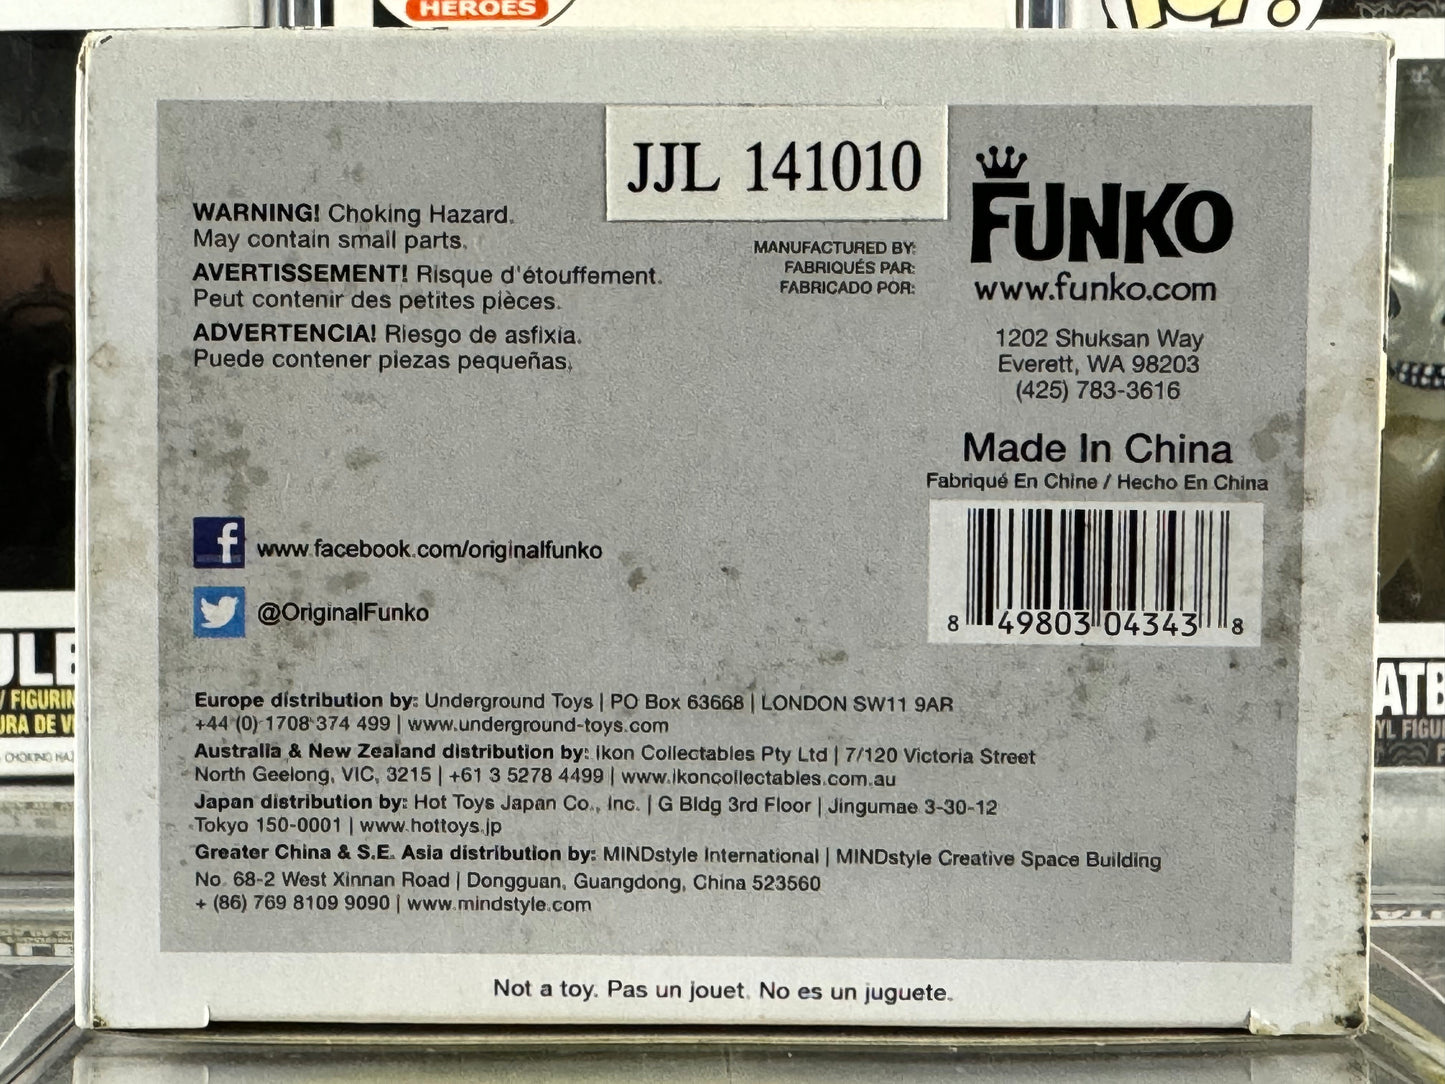 HEROES
POP!
JJL 141010
WARNING! Choking Hazard.
May contain small parts.
AVERTISSEMENT! Risque d'étouffement.
Peut contenir des petites pièces.
ADVERTENCIA! Riesgo de asfixia.
Puede contener piezas pequeñas.
MANUFACTURED BY:
FABRIQUÉS PAR:
FABRICADO POR:
FUNKO
www.funko.com
1202 Shuksan Way
Everett, WA 98203
(425) 783-3616
Made In China
Fabriqué En Chine / Hecho En China
8 49803 04343 8
f www.facebook.com/originalfunko
@OriginalFunko
Europe distribution by: Underground Toys | PO Box 63668 | LONDON SW11 9AR
+44 (0) 1708 374 499 | www.underground-toys.com
Australia & New Zealand distribution by: Ikon Collectables Pty Ltd | 7/120 Victoria Street
North Geelong, VIC, 3215 | +61 3 5278 4499 | www.ikoncollectables.com.au
Japan distribution by: Hot Toys Japan Co., Inc. | G Bldg 3rd Floor | Jingumae 3-30-12
Tokyo 150-0001 | www.hottoys.jp
Greater China & S.E. Asia distribution by: MINDstyle International | MINDstyle Creative Space Building
No. 68-2 West Xinnan Road | Dongguan, Guangdong, China 523560
+ (86) 769 8109 9090 | www.mindstyle.com
Not a toy. Pas un jouet. No es un juguete.